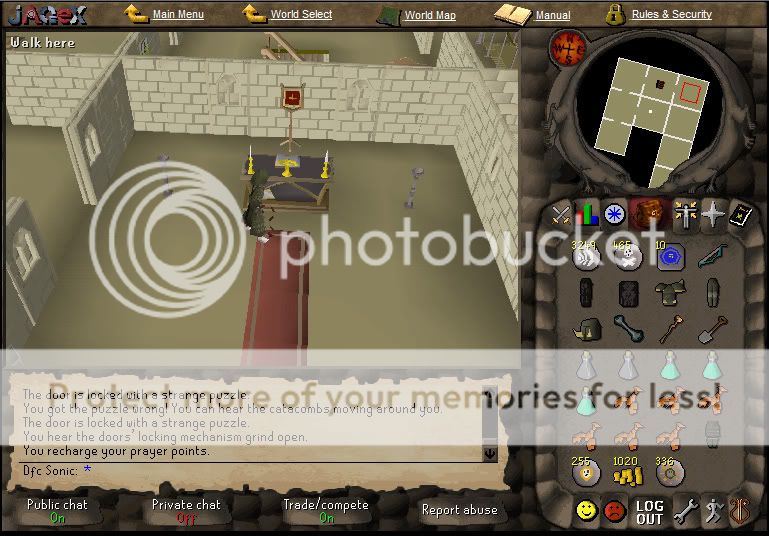 JAGEX Main Menu World Select World Map Manual Rules & Security
Walk here
photobucket
Protect more of your memories for less!
The door is locked with a strange puzzle.
You got the puzzle wrong! You can hear the catacombs moving around you.
The door is locked with a strange puzzle.
You hear the doors' locking mechanism grind open.
You recharge your prayer points.
Dfc Sonic: *
Public chat
On
Private chat
Off
Trade/compete
On
Report abuse
N
E
S
W
3249 465 10
255 1020 336
LOG
OUT